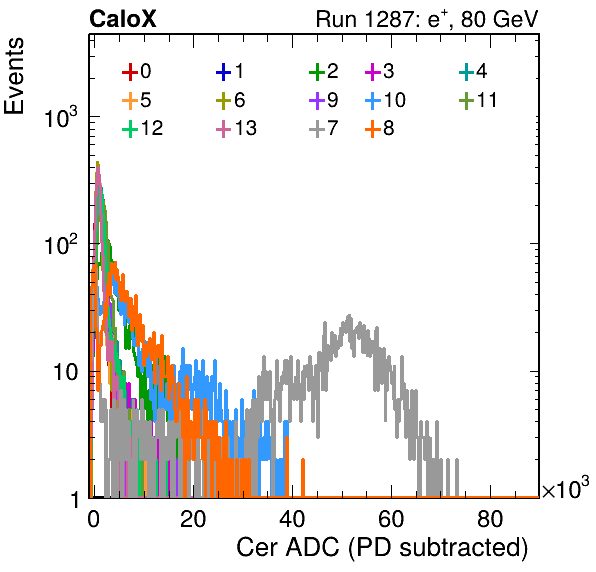 CaloX Run 1287: e⁺, 80 GeV
Events
0 1 2 3 4
5 6 9 10 11
12 13 7 8
10³
10²
10
1
0 20 40 60 80 ×10³
Cer ADC (PD subtracted)